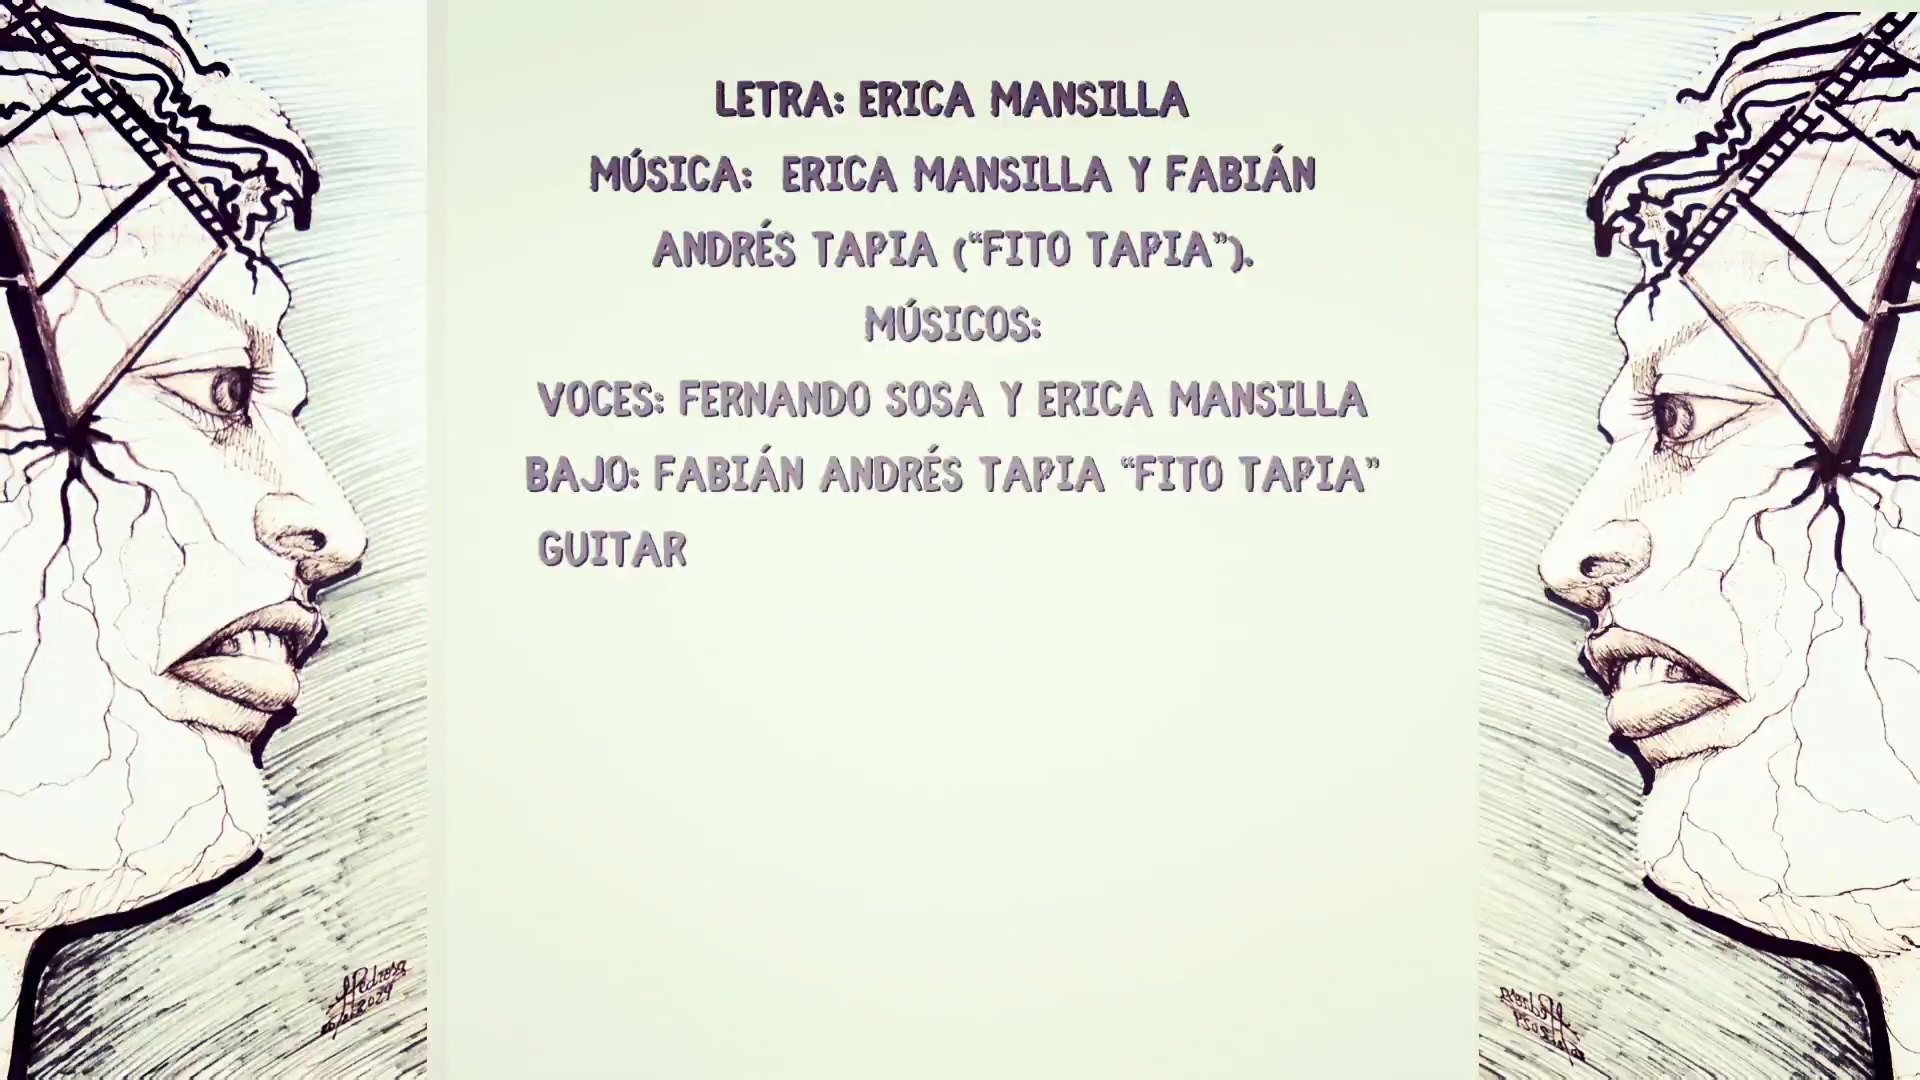 LETRA: ERICA MANSILLA
MÚSICA: ERICA MANSILLA Y FABIÁN
ANDRÉS TAPIA (“FITO TAPIA”).
MÚSICOS:
VOCES: FERNANDO SOSA Y ERICA MANSILLA
BAJO: FABIÁN ANDRÉS TAPIA “FITO TAPIA”
GUITAR